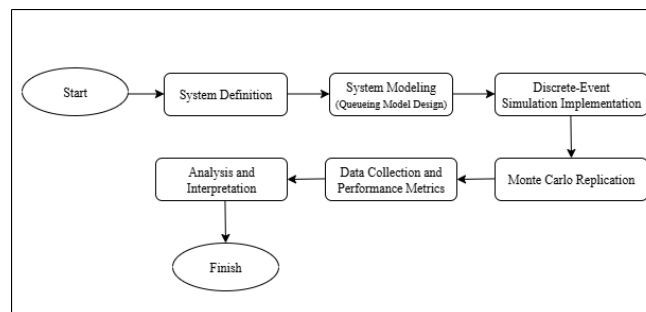 Start
System Definition
System Modeling
(Queueing Model Design)
Discrete-Event
Simulation Implementation
Monte Carlo Replication
Data Collection and
Performance Metrics
Analysis and
Interpretation
Finish